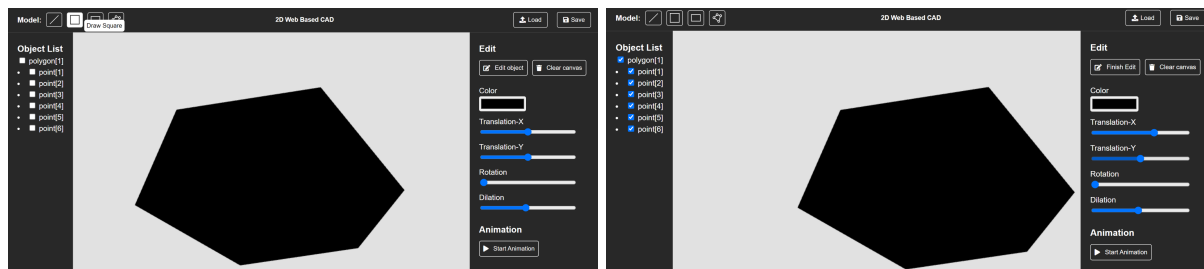 Model:
2D Web Based CAD
Load
Save
Draw Square
Object List
polygon[1]
point[1]
point[2]
point[3]
point[4]
point[5]
point[6]
Edit
Edit object
Clear canvas
Color
Translation-X
Translation-Y
Rotation
Dilation
Animation
Start Animation
Model:
2D Web Based CAD
Load
Save
Object List
polygon[1]
point[1]
point[2]
point[3]
point[4]
point[5]
point[6]
Edit
Finish Edit
Clear canvas
Color
Translation-X
Translation-Y
Rotation
Dilation
Animation
Start Animation